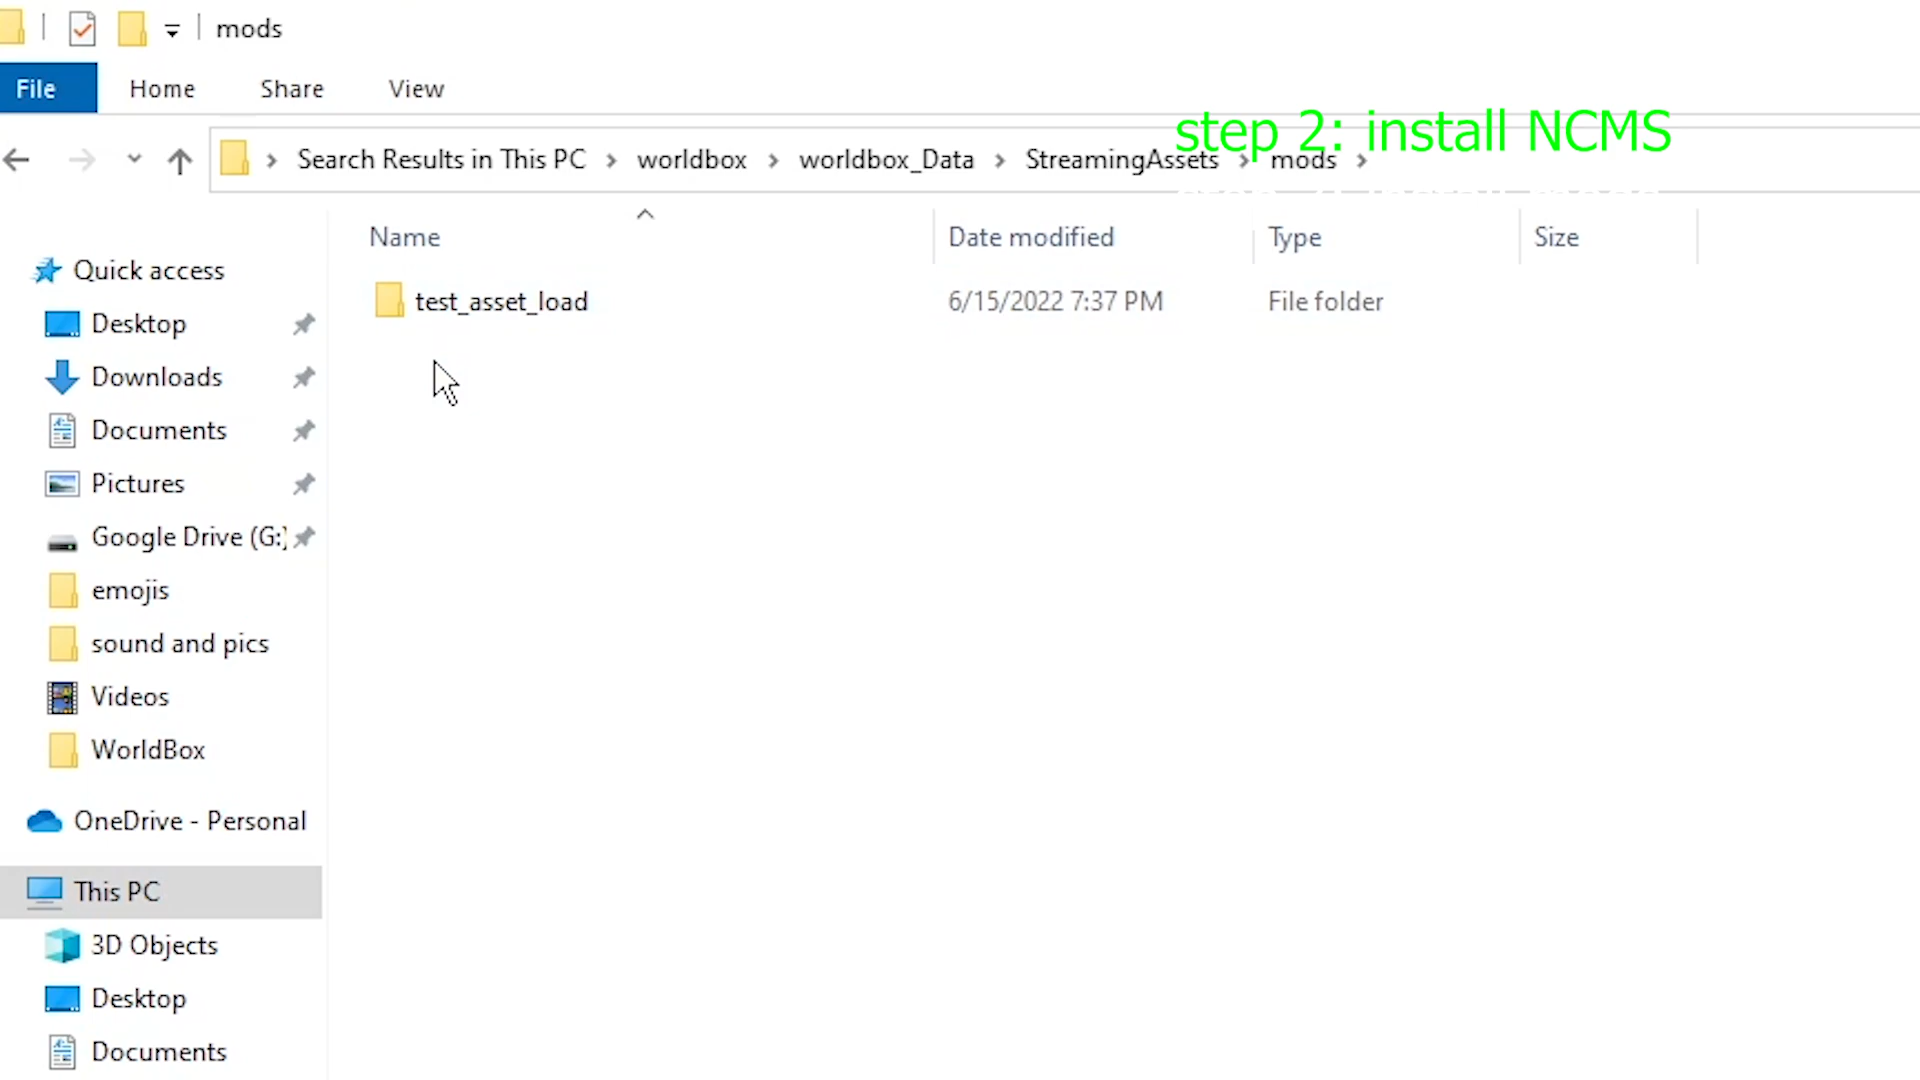 mods
File Home Share View
step 2: install NCMS
Search Results in This PC worldbox worldbox_Data StreamingAssets mods
Name Date modified Type Size
test_asset_load 6/15/2022 7:37 PM File folder
Quick access
Desktop
Downloads
Documents
Pictures
Google Drive (G:)
emojis
sound and pics
Videos
WorldBox
OneDrive - Personal
This PC
3D Objects
Desktop
Documents